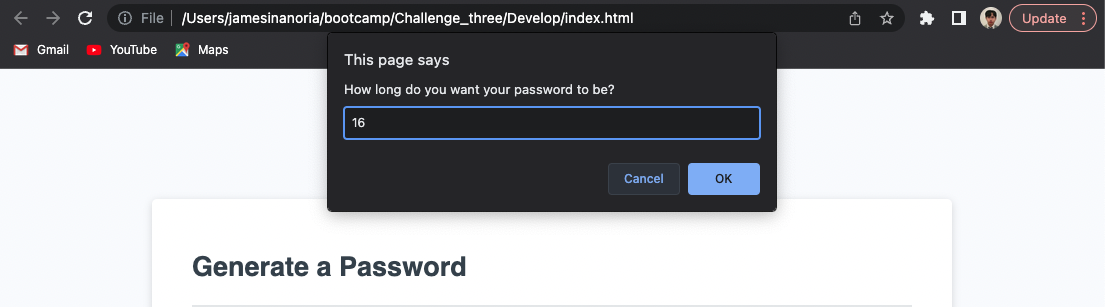 File | /Users/jamesinanoria/bootcamp/Challenge_three/Develop/index.html Update
Gmail YouTube Maps
This page says
How long do you want your password to be?
16
Cancel OK
Generate a Password